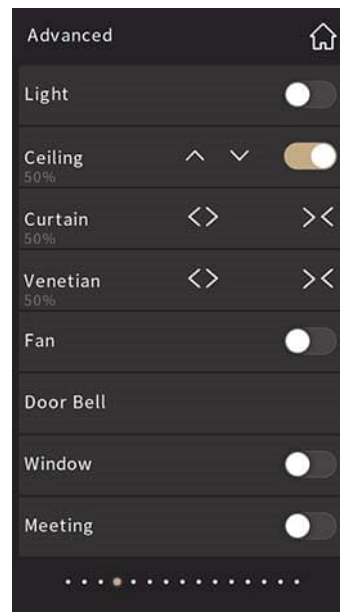 Advanced
Light
Ceiling
50%
Curtain
50%
Venetian
50%
Fan
Door Bell
Window
Meeting